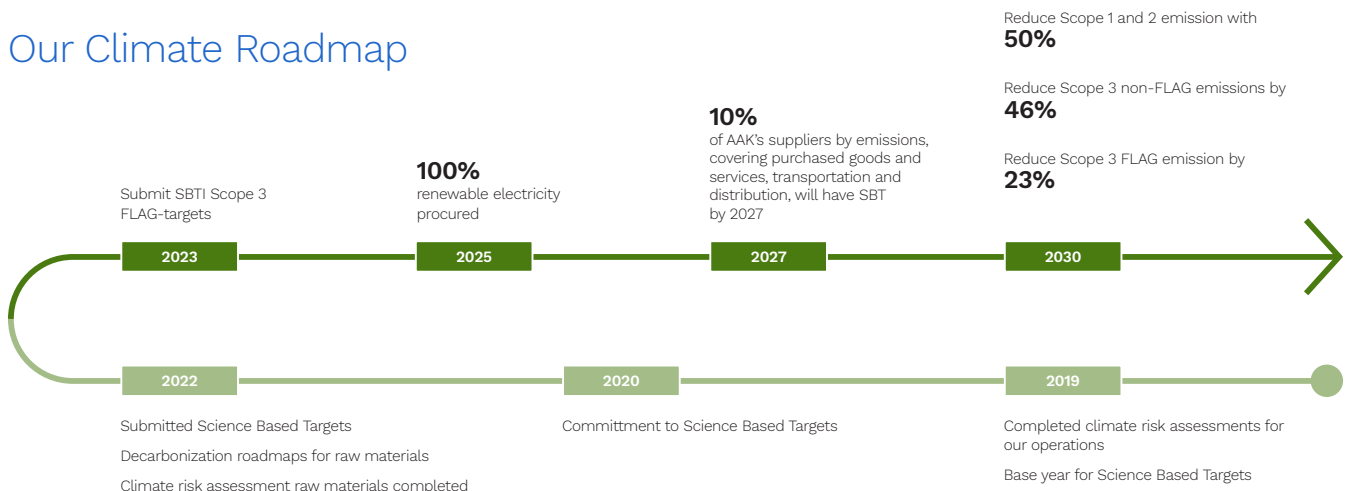 Our Climate Roadmap
Submit SBTI Scope 3
FLAG-targets
100%
renewable electricity
procured
10%
of AAK's suppliers by emissions,
covering purchased goods and
services, transportation and
distribution, will have SBT
by 2027
Reduce Scope 1 and 2 emission with
50%
Reduce Scope 3 non-FLAG emissions by
46%
Reduce Scope 3 FLAG emission by
23%
2023
2025
2027
2030
2022
2020
2019
Submitted Science Based Targets
Decarbonization roadmaps for raw materials
Climate risk assessment raw materials completed
Committment to Science Based Targets
Completed climate risk assessments for
our operations
Base year for Science Based Targets